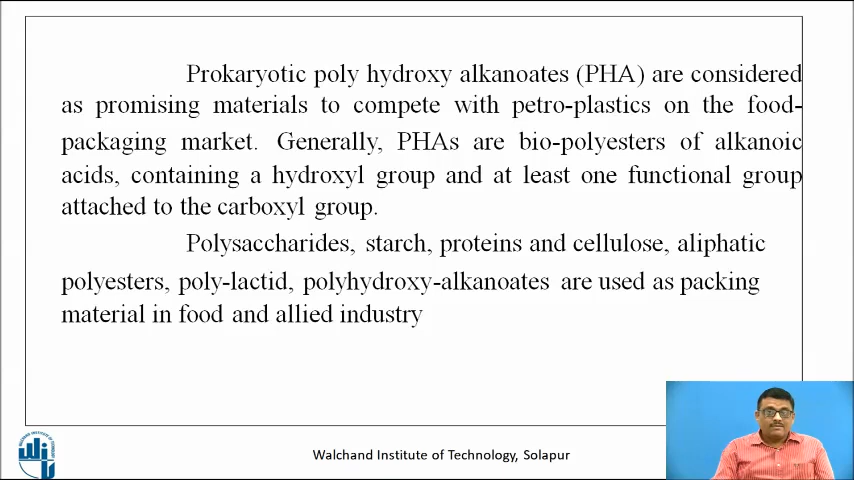 Prokaryotic poly hydroxy alkanoates (PHA) are considered
as promising materials to compete with petro-plastics on the food-
packaging market. Generally, PHAs are bio-polyesters of alkanoic
acids, containing a hydroxyl group and at least one functional group
attached to the carboxyl group.
Polysaccharides, starch, proteins and cellulose, aliphatic
polyesters, poly-lactid, polyhydroxy-alkanoates are used as packing
material in food and allied industry
Walchand Institute of Technology, Solapur